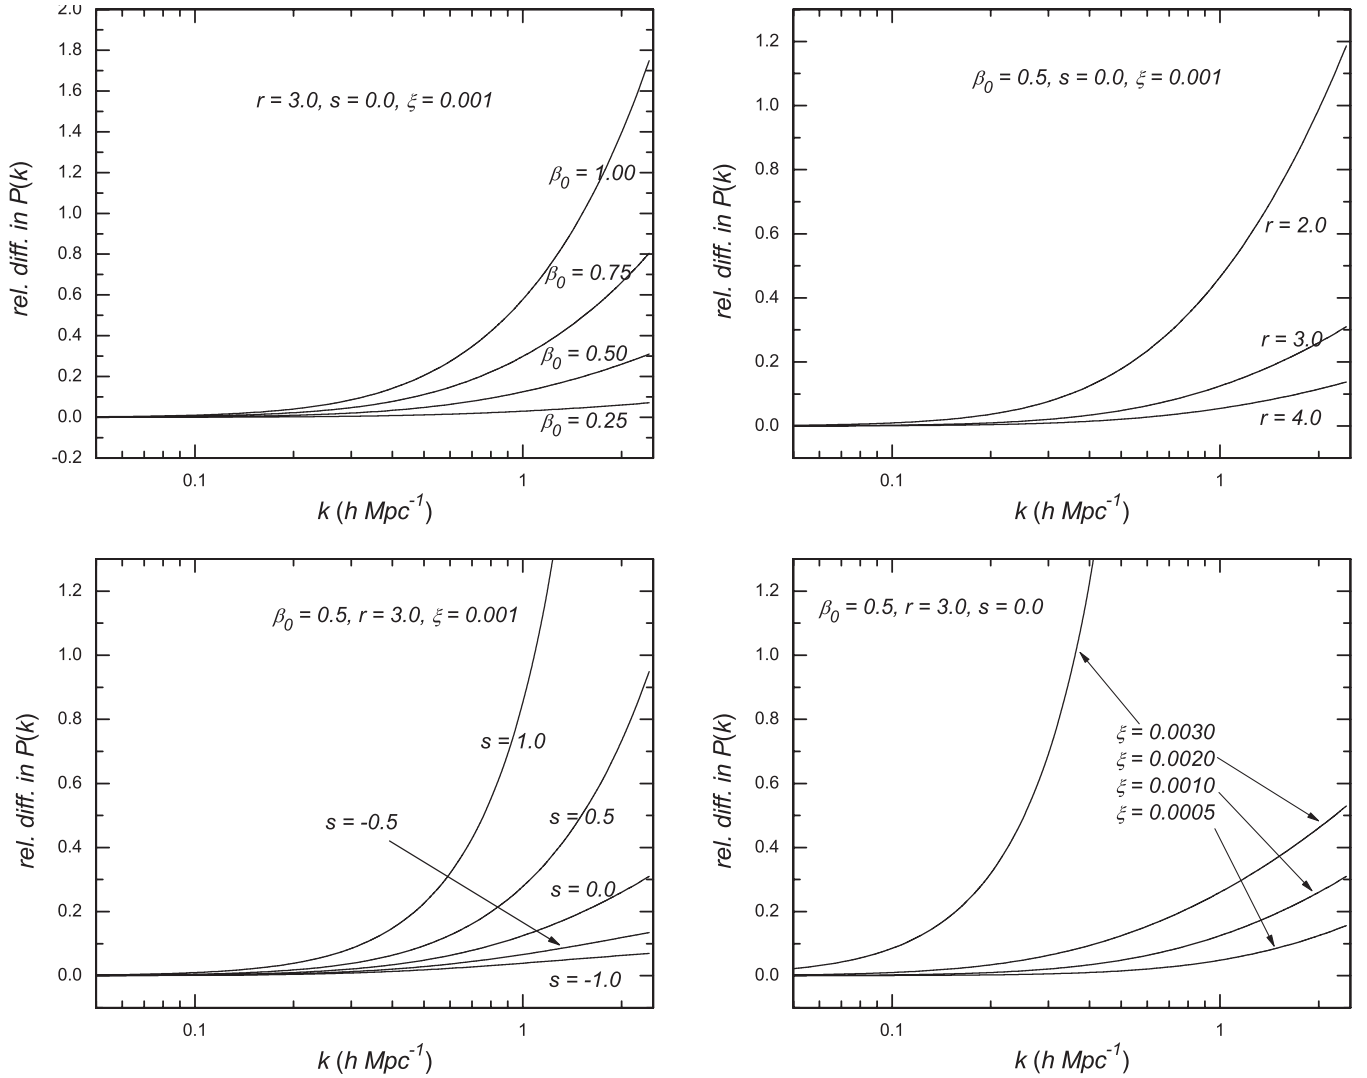 2.0
1.8
1.6
1.4
1.2
1.0
0.8
0.6
0.4
0.2
0.0
-0.2
rel. diff. in P(k)
r = 3.0, s = 0.0, ξ = 0.001
β0 = 1.00
β0 = 0.75
β0 = 0.50
β0 = 0.25
0.1
1
k (h Mpc-1)
1.2
1.0
0.8
0.6
0.4
0.2
0.0
rel. diff. in P(k)
β0 = 0.5, s = 0.0, ξ = 0.001
r = 2.0
r = 3.0
r = 4.0
0.1
1
k (h Mpc-1)
1.2
1.0
0.8
0.6
0.4
0.2
0.0
rel. diff. in P(k)
β0 = 0.5, r = 3.0, ξ = 0.001
s = 1.0
s = 0.5
s = -0.5
s = 0.0
s = -1.0
0.1
1
k (h Mpc-1)
1.2
1.0
0.8
0.6
0.4
0.2
0.0
rel. diff. in P(k)
β0 = 0.5, r = 3.0, s = 0.0
ξ = 0.0030
ξ = 0.0020
ξ = 0.0010
ξ = 0.0005
0.1
1
k (h Mpc-1)